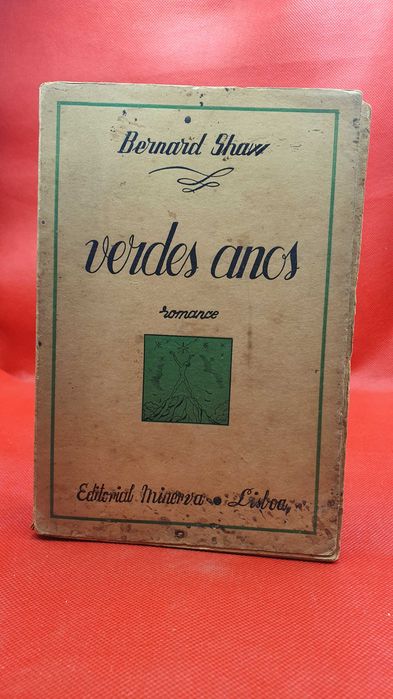 Bernard Shaw
verdes anos
romance
Editorial Minerva • Lisboa